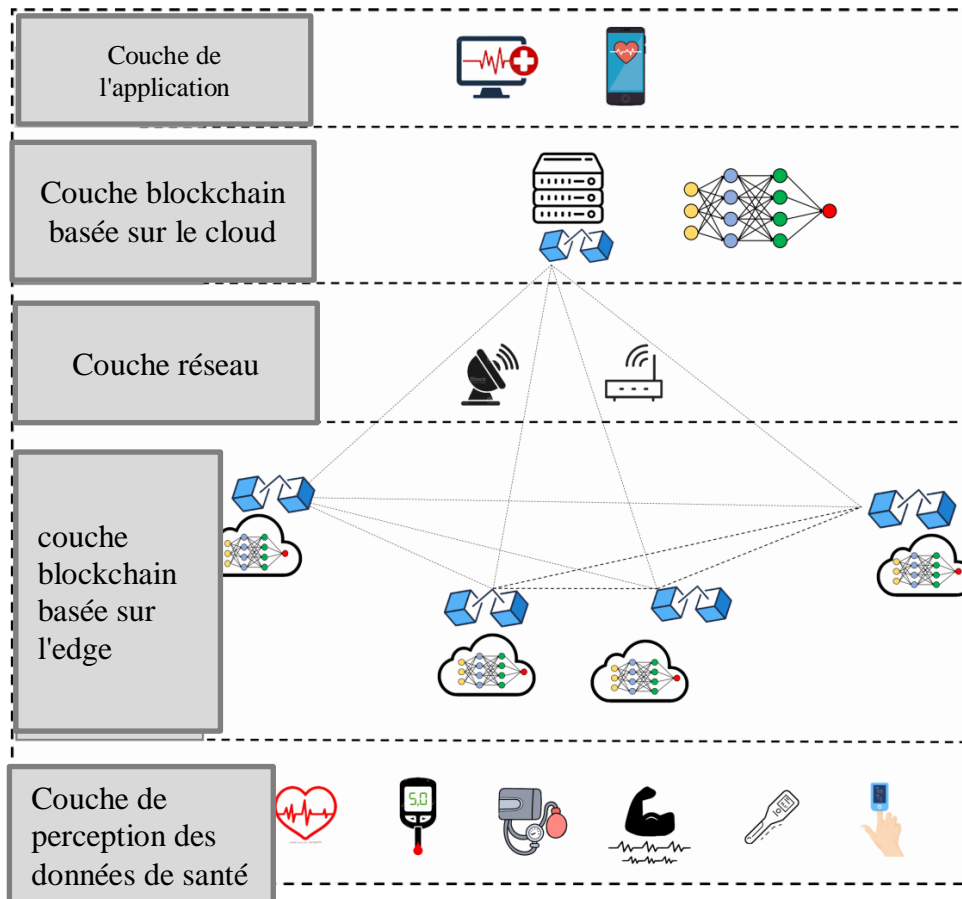 Couche de
l'application
Couche blockchain
basée sur le cloud
Couche réseau
couche
blockchain
basée sur
l'edge
Couche de
perception des
données de santé
5,0